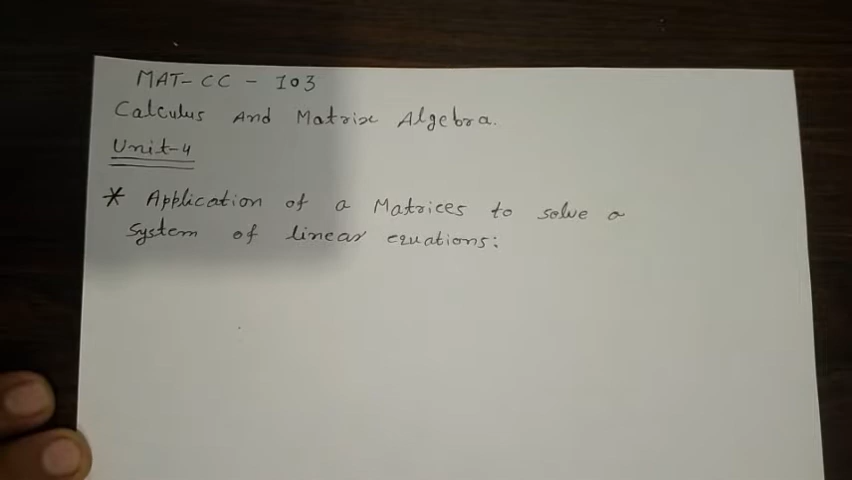 MAT-CC - 103
Calculus And Matrix Algebra.
Unit-4
* Application of a Matrices to solve a
System of linear equations: